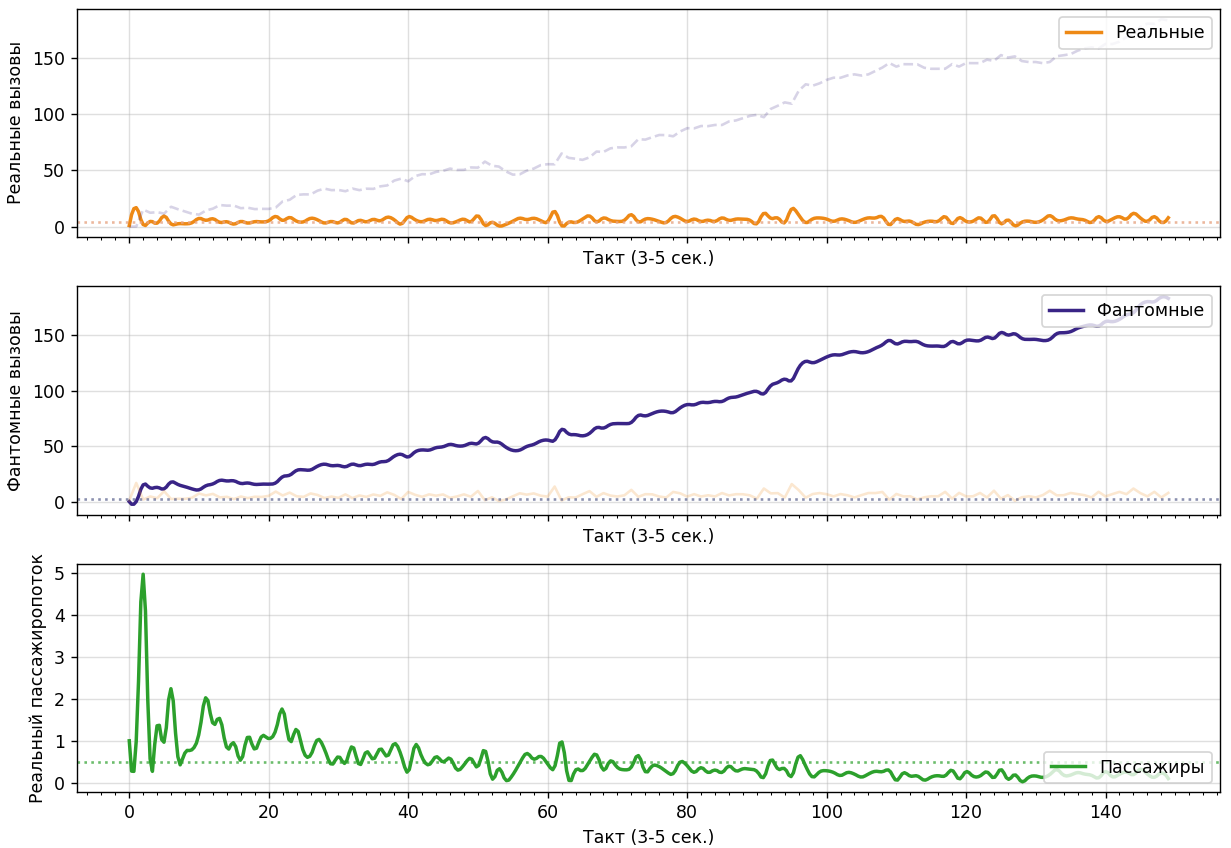 Реальные вызовы
150
100
50
0
Реальные
Такт (3-5 сек.)
Фантомные вызовы
150
100
50
0
Фантомные
Такт (3-5 сек.)
Реальный пассажиропоток
5
4
3
2
1
0
Пассажиры
0 20 40 60 80 100 120 140
Такт (3-5 сек.)